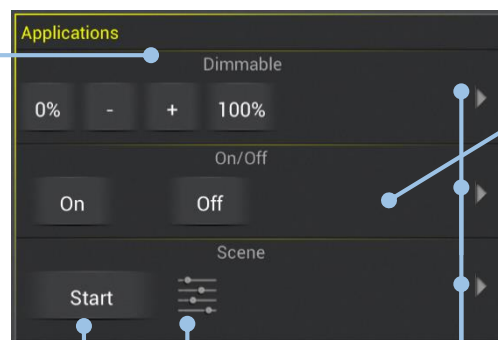 Applications
Dimmable
0% - + 100%
On/Off
On Off
Scene
Start